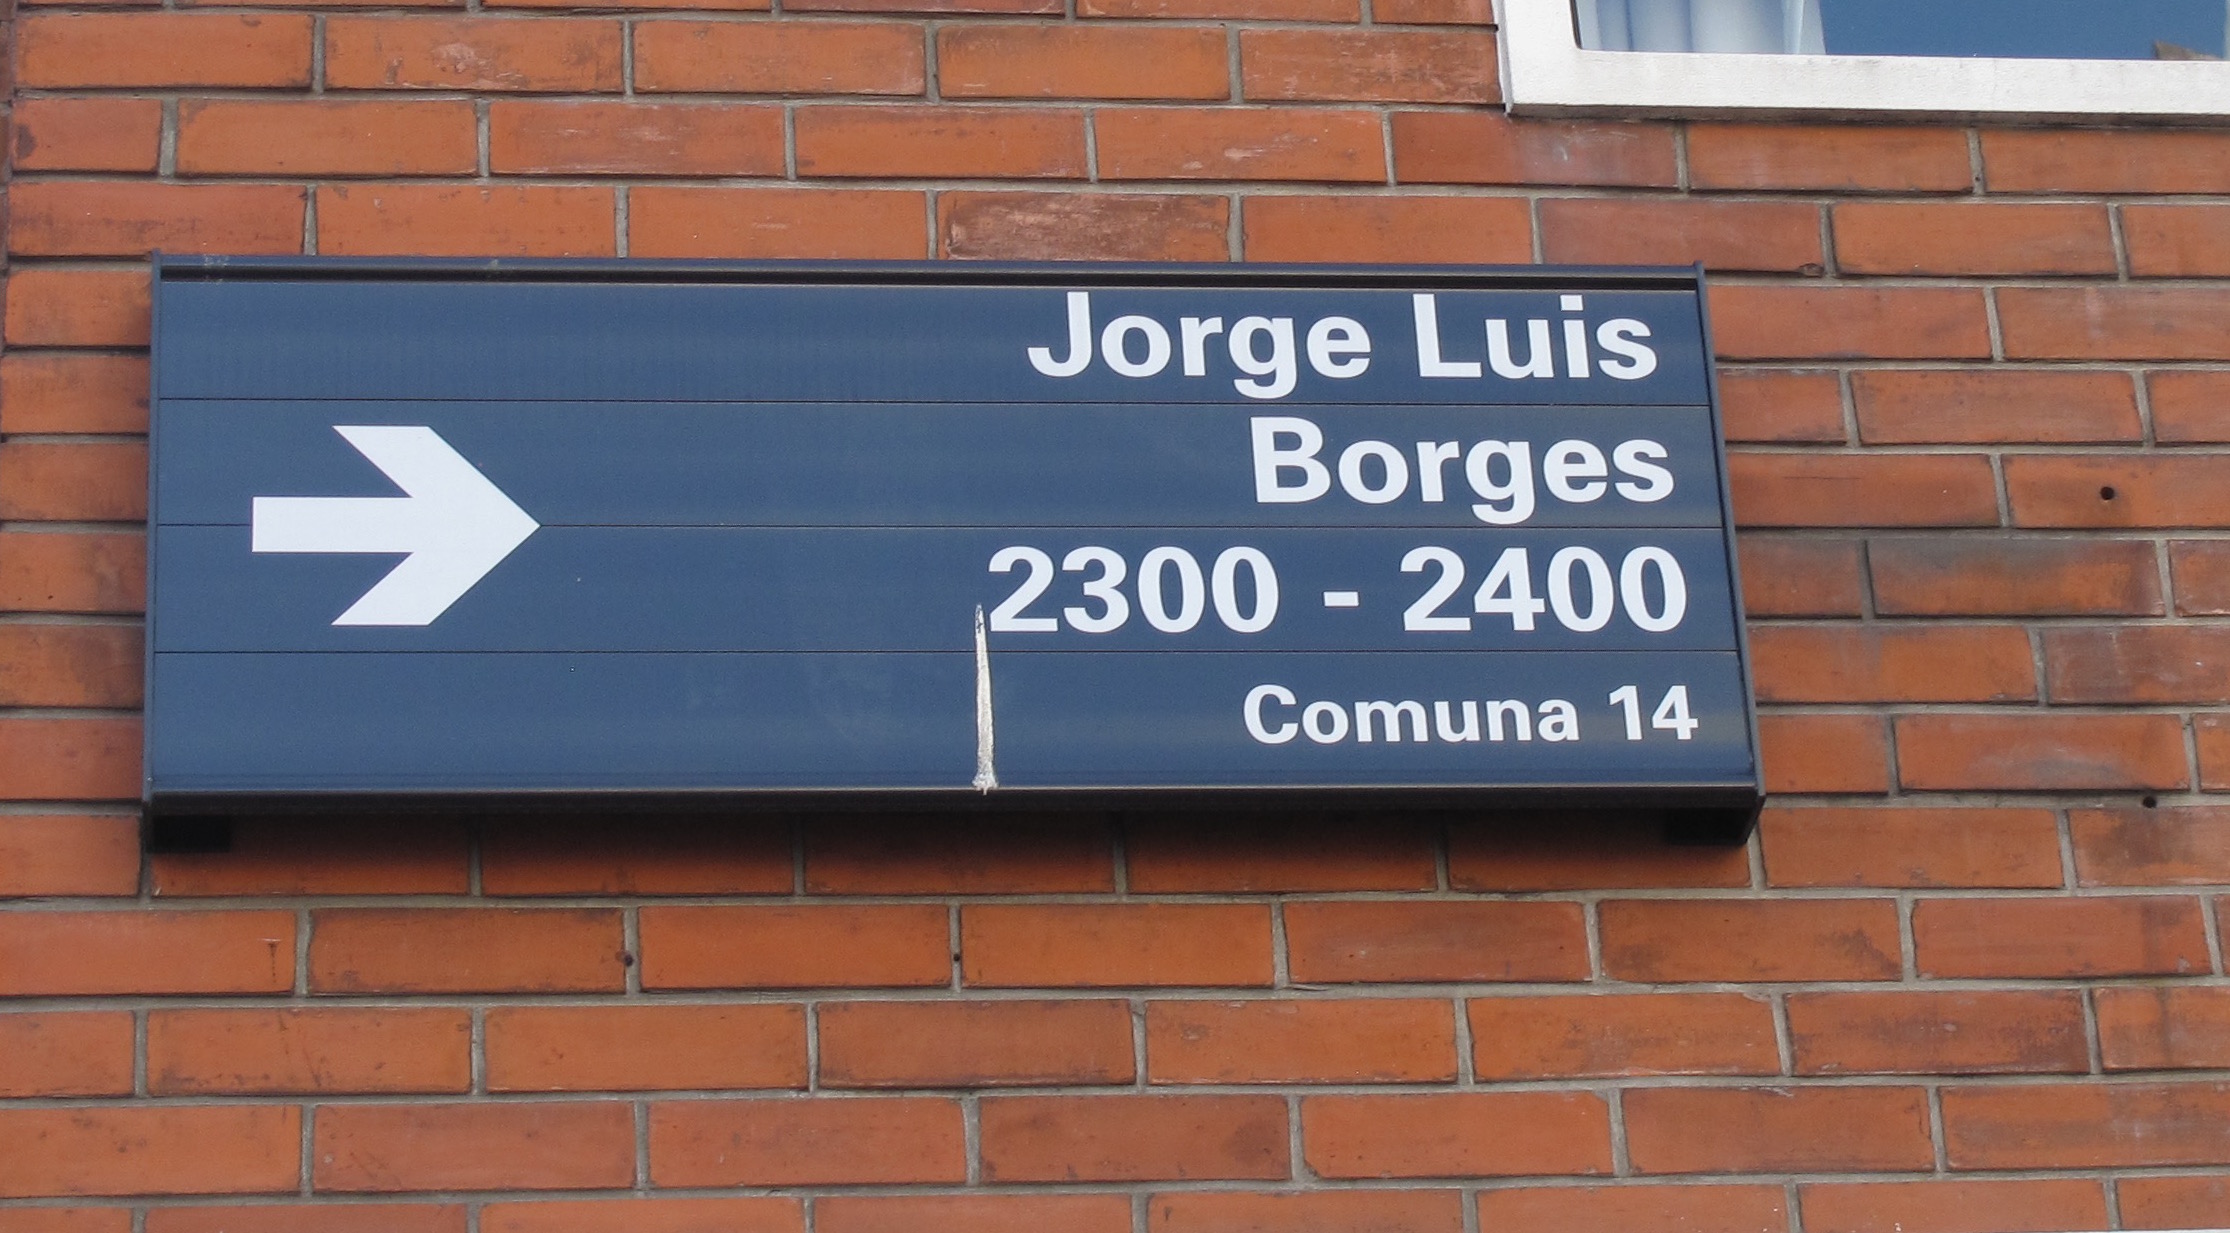 Jorge Luis
Borges
2300 - 2400
Comuna 14